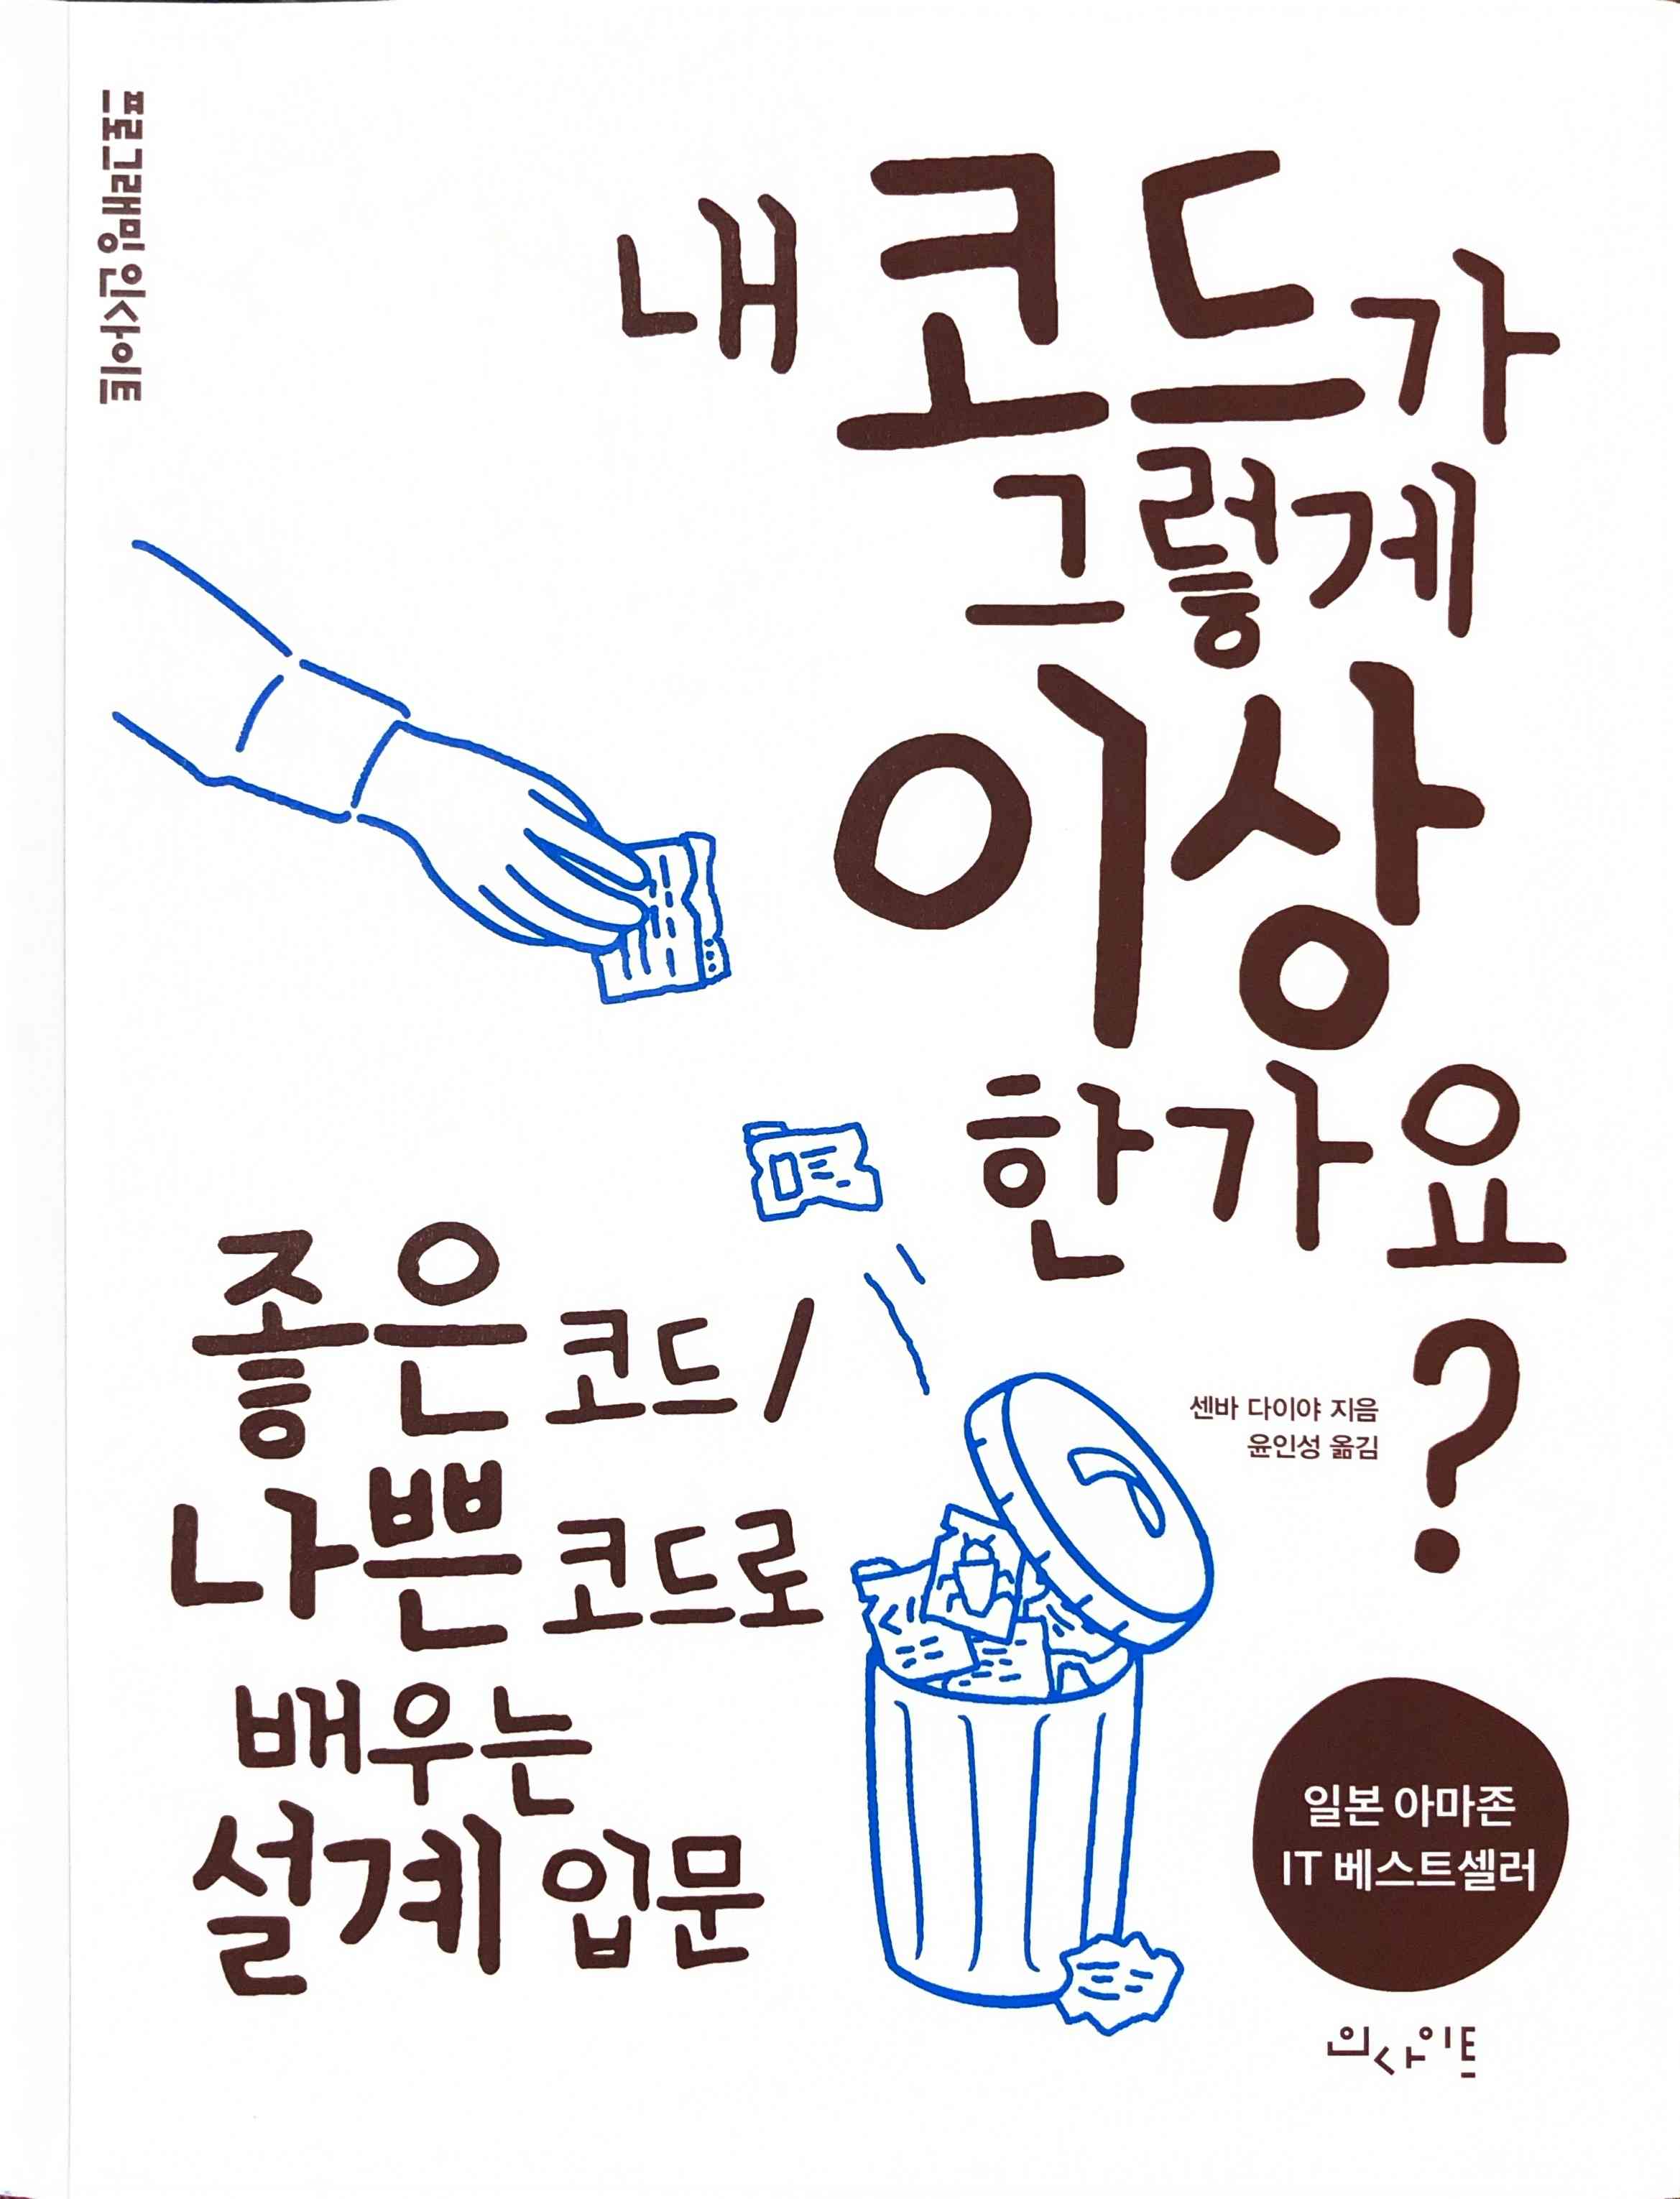 프로그래밍 인사이트
내 코드가
그렇게
이상
한가요
?
좋은 코드 /
나쁜 코드로
배우는
설계 입문
센바 다이야 지음
윤인성 옮김
일본 아마존
IT 베스트셀러
인사이트